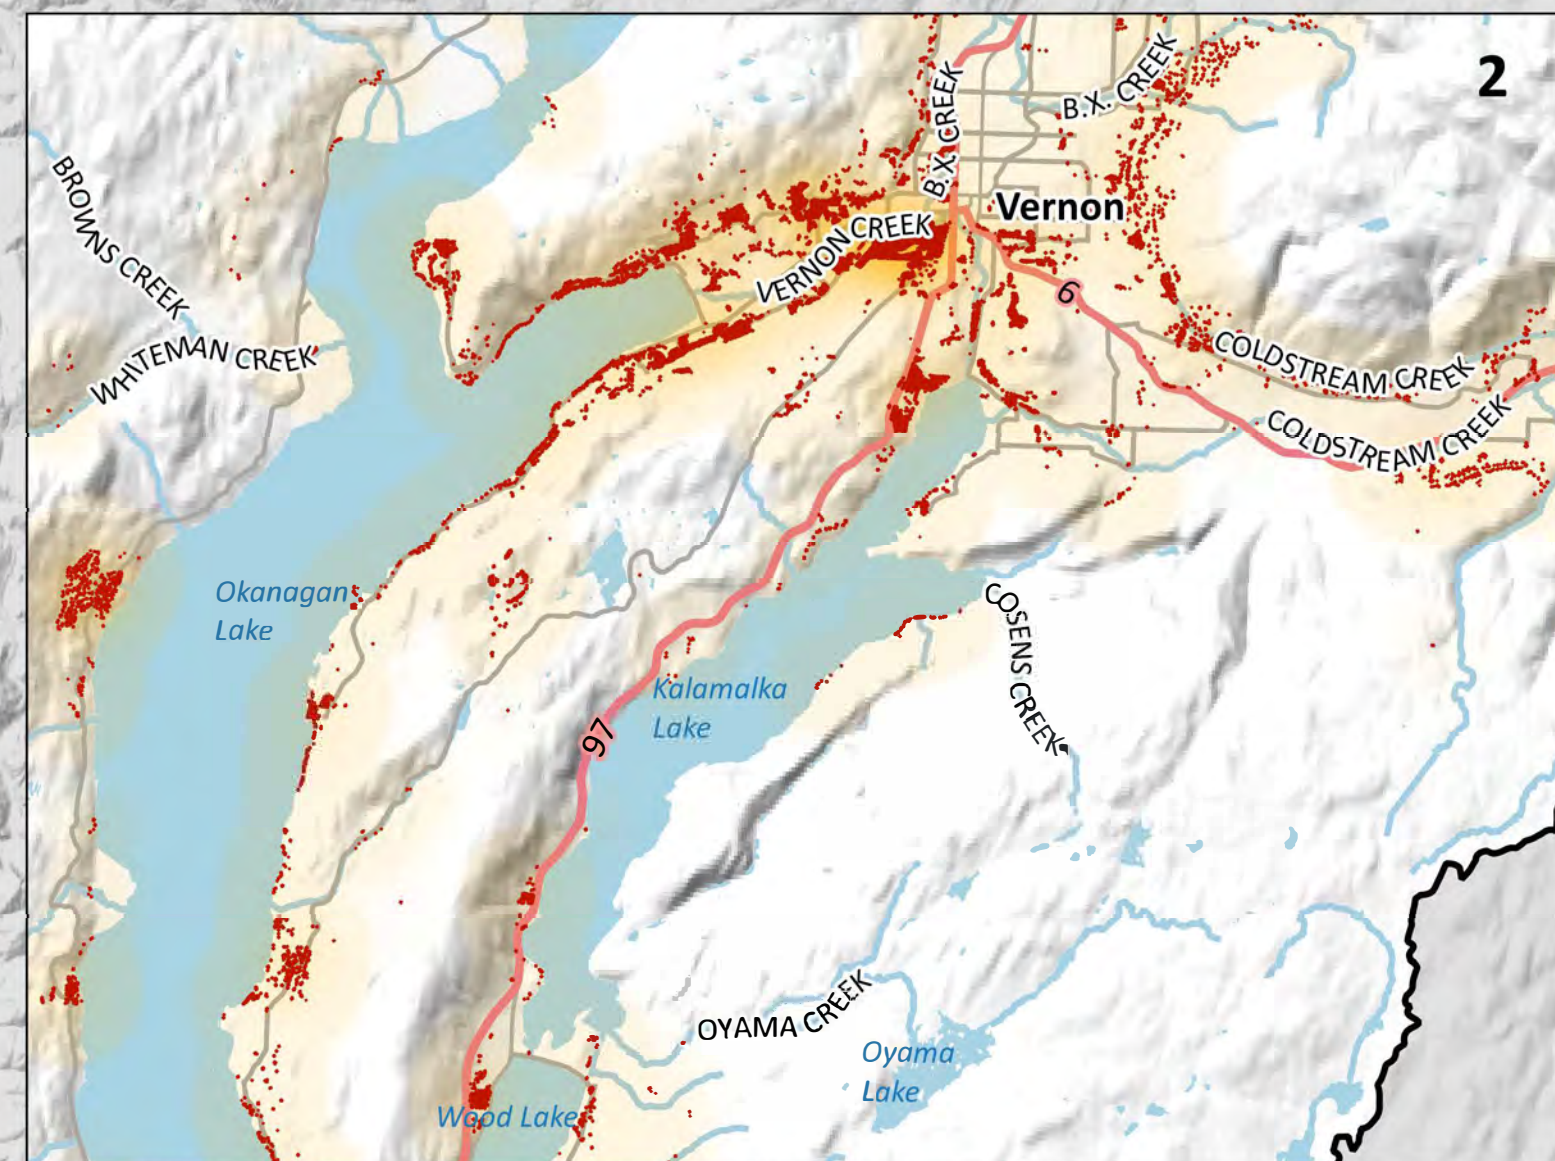 2
B.X. CREEK
B.X. CREEK
BROWNS CREEK
Vernon
VERNON CREEK
6
WHITEMAN CREEK
COLDSTREAM CREEK
COLDSTREAM CREEK
Okanagan
Lake
COSENS CREEK
Kalamalka
Lake
97
OYAMA CREEK
Oyama
Lake
Wood Lake